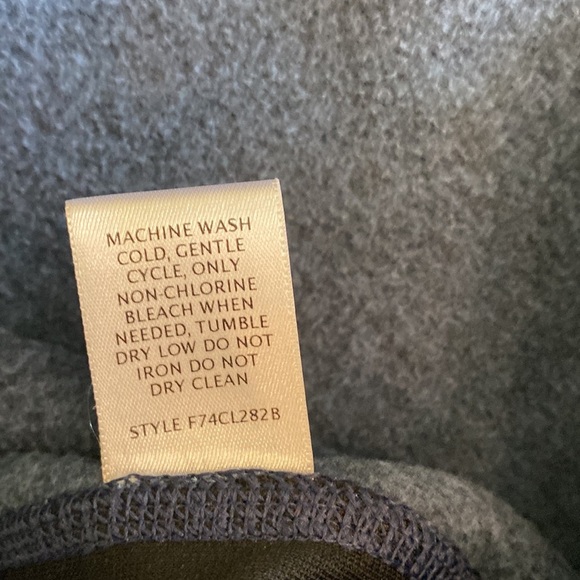 MACHINE WASH
COLD, GENTLE
CYCLE, ONLY
NON-CHLORINE
BLEACH WHEN
NEEDED, TUMBLE
DRY LOW DO NOT
IRON DO NOT
DRY CLEAN
STYLE F74CL282B